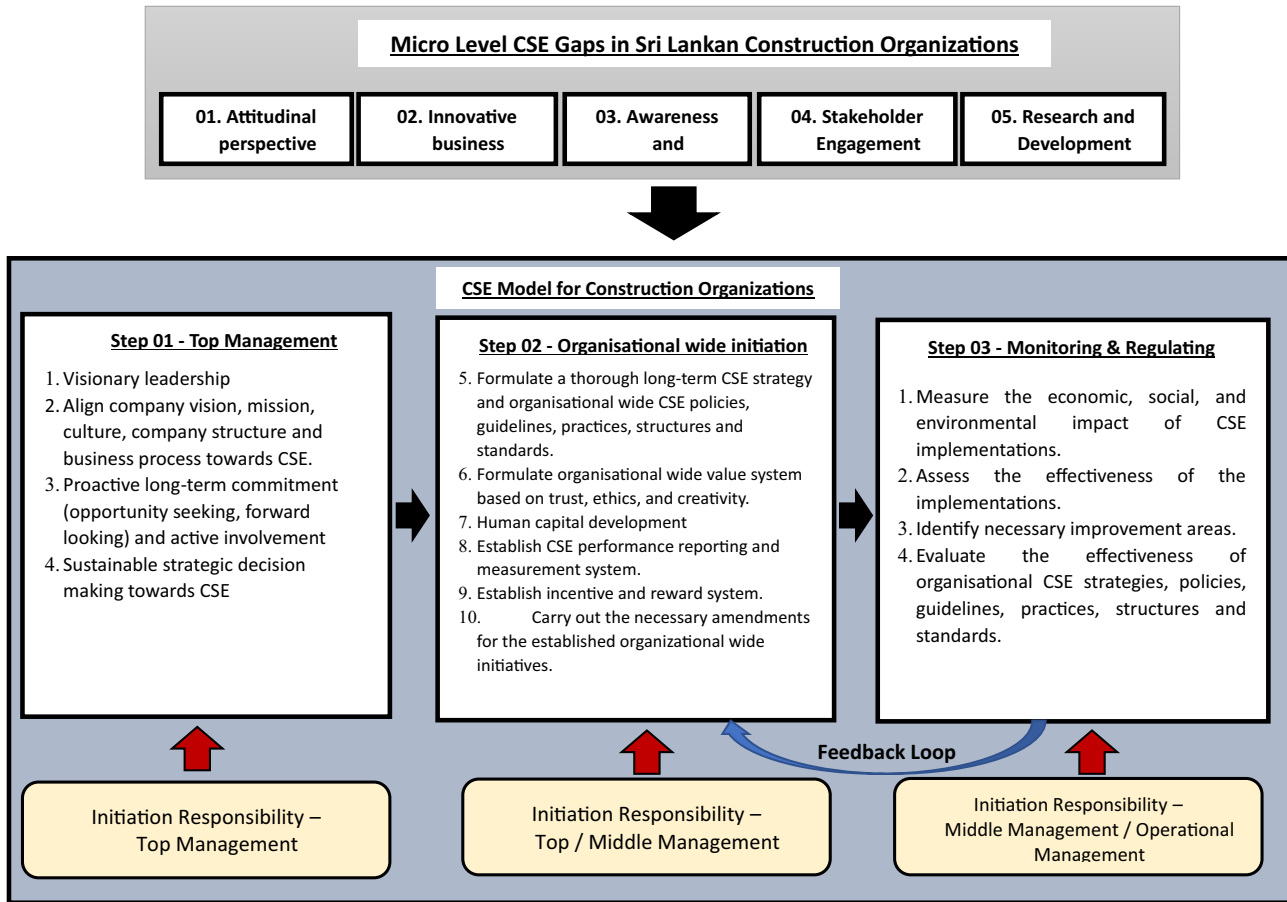 Micro Level CSE Gaps in Sri Lankan Construction Organizations
01. Attitudinal
perspective
02. Innovative
business
03. Awareness
and
04. Stakeholder
Engagement
05. Research and
Development
CSE Model for Construction Organizations
Step 01 - Top Management
1. Visionary leadership
2. Align company vision, mission,
culture, company structure and
business process towards CSE.
3. Proactive long-term commitment
(opportunity seeking, forward
looking) and active involvement
4. Sustainable strategic decision
making towards CSE
Step 02 - Organisational wide initiation
5. Formulate a thorough long-term CSE strategy
and organisational wide CSE policies,
guidelines, practices, structures and
standards.
6. Formulate organisational wide value system
based on trust, ethics, and creativity.
7. Human capital development
8. Establish CSE performance reporting and
measurement system.
9. Establish incentive and reward system.
10. Carry out the necessary amendments
for the established organizational wide
initiatives.
Step 03 - Monitoring & Regulating
1. Measure the economic, social, and
environmental impact of
CSE
implementations.
2. Assess the effectiveness of the
implementations.
3. Identify necessary improvement areas.
4. Evaluate the effectiveness of
organisational CSE strategies, policies,
guidelines, practices, structures and
standards.
Feedback Loop
Initiation Responsibility –
Top Management
Initiation Responsibility –
Top / Middle Management
Initiation Responsibility –
Middle Management / Operational
Management